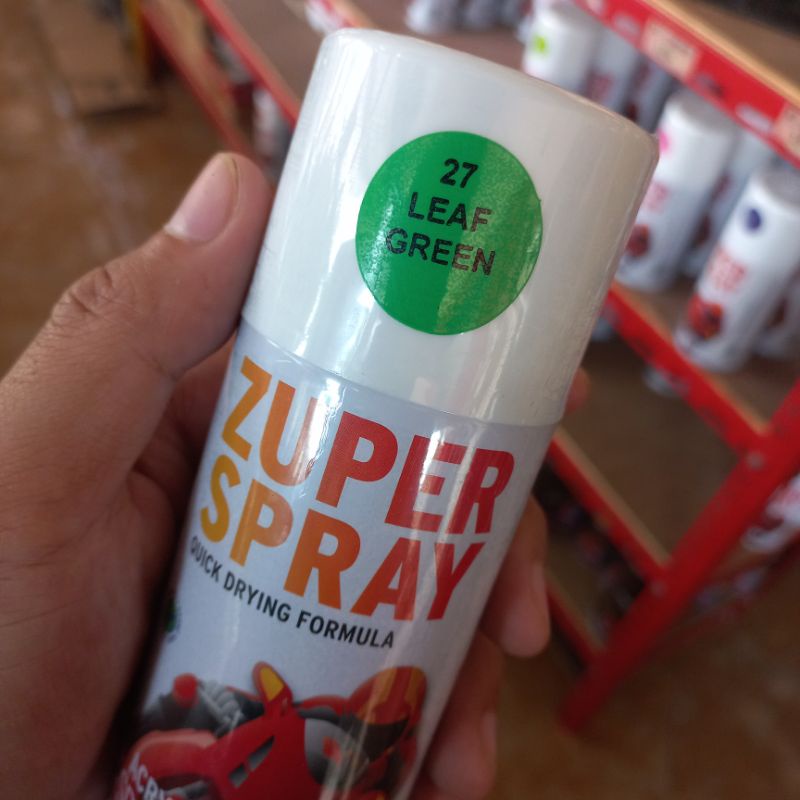 27
LEAF
GREEN
ZUPER
SPRAY
QUICK DRYING FORMULA